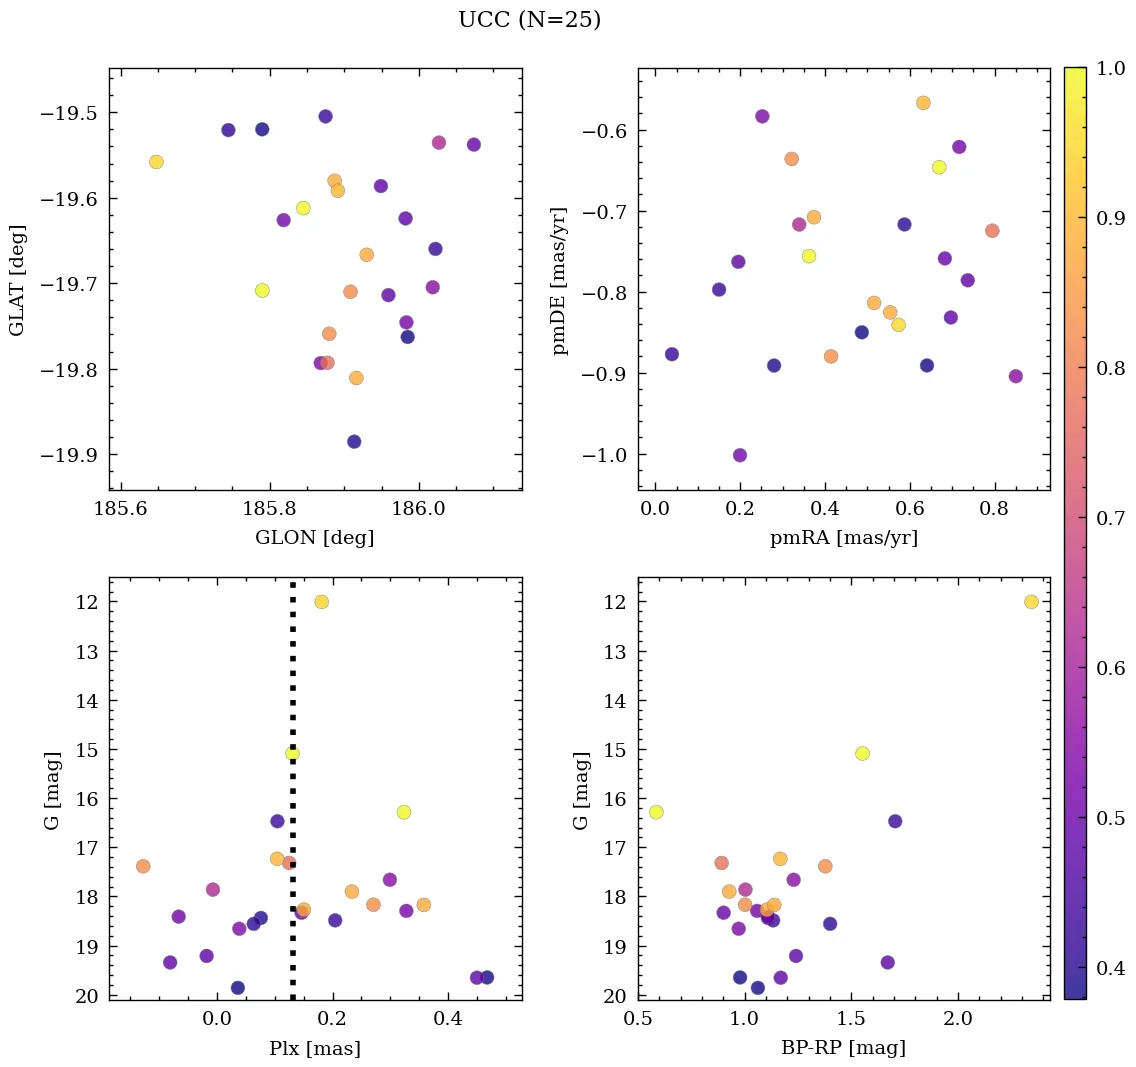 UCC (N=25)
−19.5
−19.6
−19.7
−19.8
−19.9
GLAT [deg]
185.6 185.8 186.0
GLON [deg]
−0.6
−0.7
−0.8
−0.9
−1.0
pmDE [mas/yr]
0.0 0.2 0.4 0.6 0.8
pmRA [mas/yr]
12
13
14
15
16
17
18
19
20
G [mag]
0.0 0.2 0.4
Plx [mas]
12
13
14
15
16
17
18
19
20
G [mag]
0.5 1.0 1.5 2.0
BP-RP [mag]
1.0
0.9
0.8
0.7
0.6
0.5
0.4